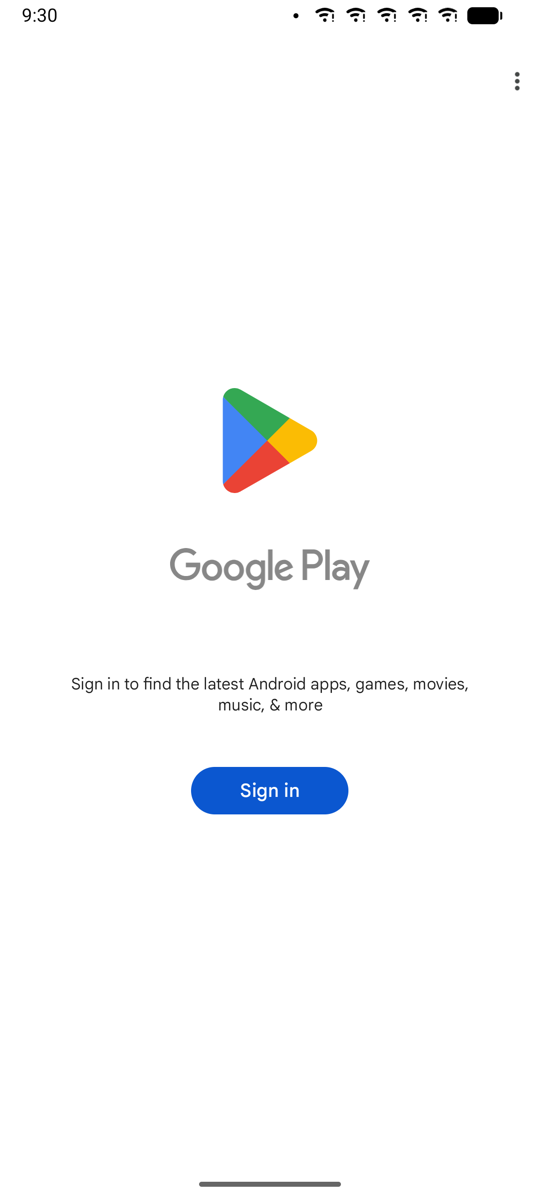 9:30
Google Play
Sign in to find the latest Android apps, games, movies,
music, & more
Sign in